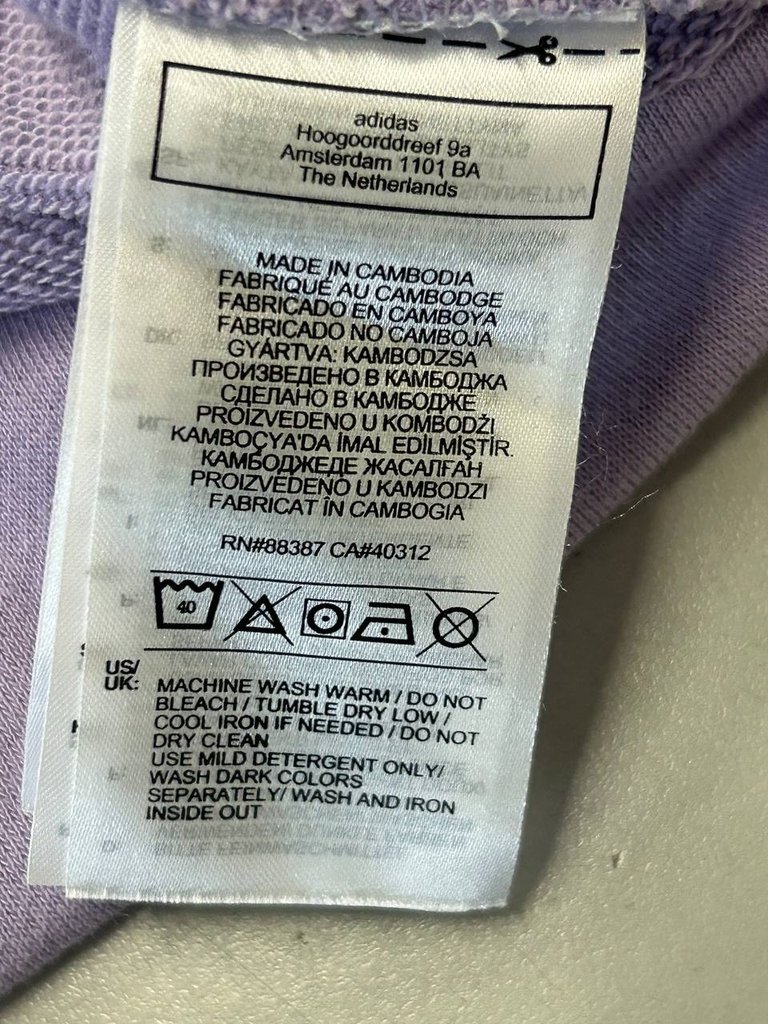 adidas
Hoogoorddreef 9a
Amsterdam 1101 BA
The Netherlands
MADE IN CAMBODIA
FABRIQUÉ AU CAMBODGE
FABRICADO EN CAMBOYA
FABRICADO NO CAMBOJA
GYÁRTVA: KAMBODZSA
ПРОИЗВЕДЕНО В КАМБОДЖА
СДЕЛАНО В КАМБОДЖЕ
PROIZVEDENO U KOMBODŽI
KAMBOÇYA'DA İMAL EDİLMİŞTİR.
КАМБОДЖЕДЕ ЖАСАЛҒАН
PROIZVEDENO U KAMBODZI
FABRICAT ÎN CAMBOGIA
RN#88387 CA#40312
40
US/
UK: MACHINE WASH WARM / DO NOT
BLEACH / TUMBLE DRY LOW /
COOL IRON IF NEEDED / DO NOT
DRY CLEAN
USE MILD DETERGENT ONLY/
WASH DARK COLORS
SEPARATELY/ WASH AND IRON
INSIDE OUT